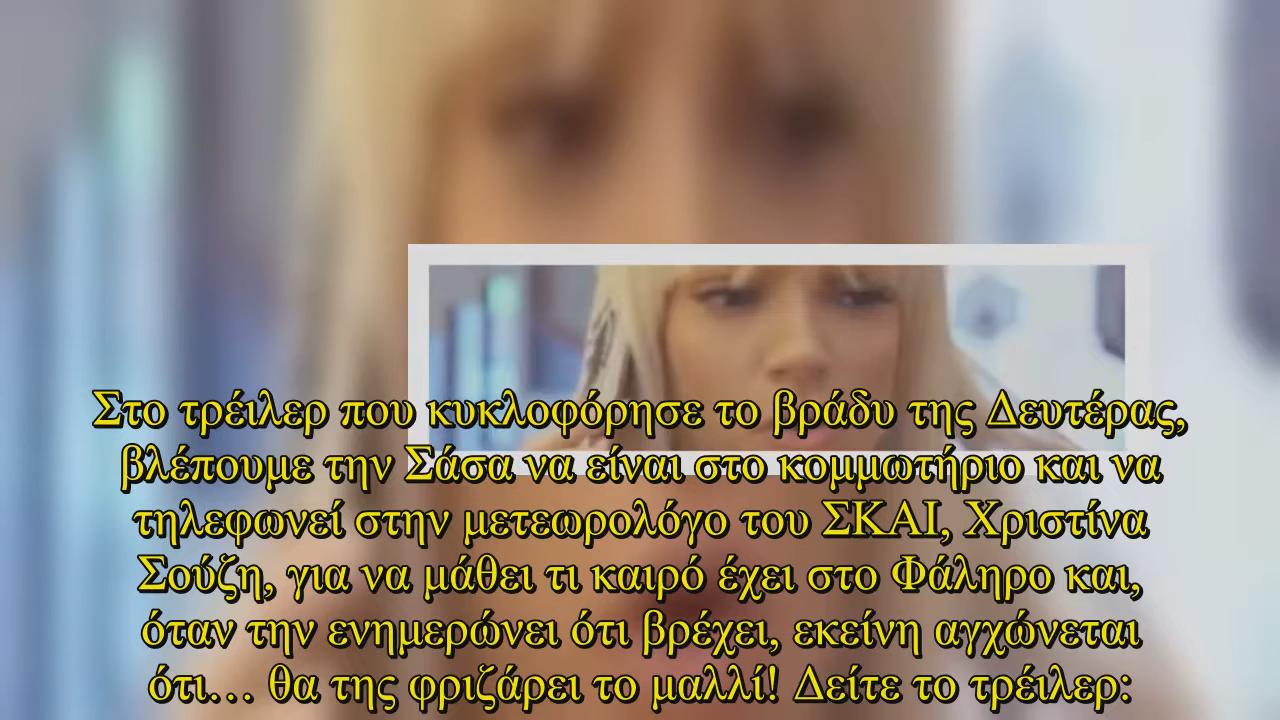 Στο τρέιλερ που κυκλοφόρησε το βράδυ της Δευτέρας,
βλέπουμε την Σάσα να είναι στο κομμωτήριο και να
τηλεφωνεί στην μετεωρολόγο του ΣΚΑΙ, Χριστίνα
Σούζη, για να μάθει τι καιρό έχει στο Φάληρο και,
όταν την ενημερώνει ότι βρέχει, εκείνη αγχώνεται
ότι… θα της φριζάρει το μαλλί! Δείτε το τρέιλερ: